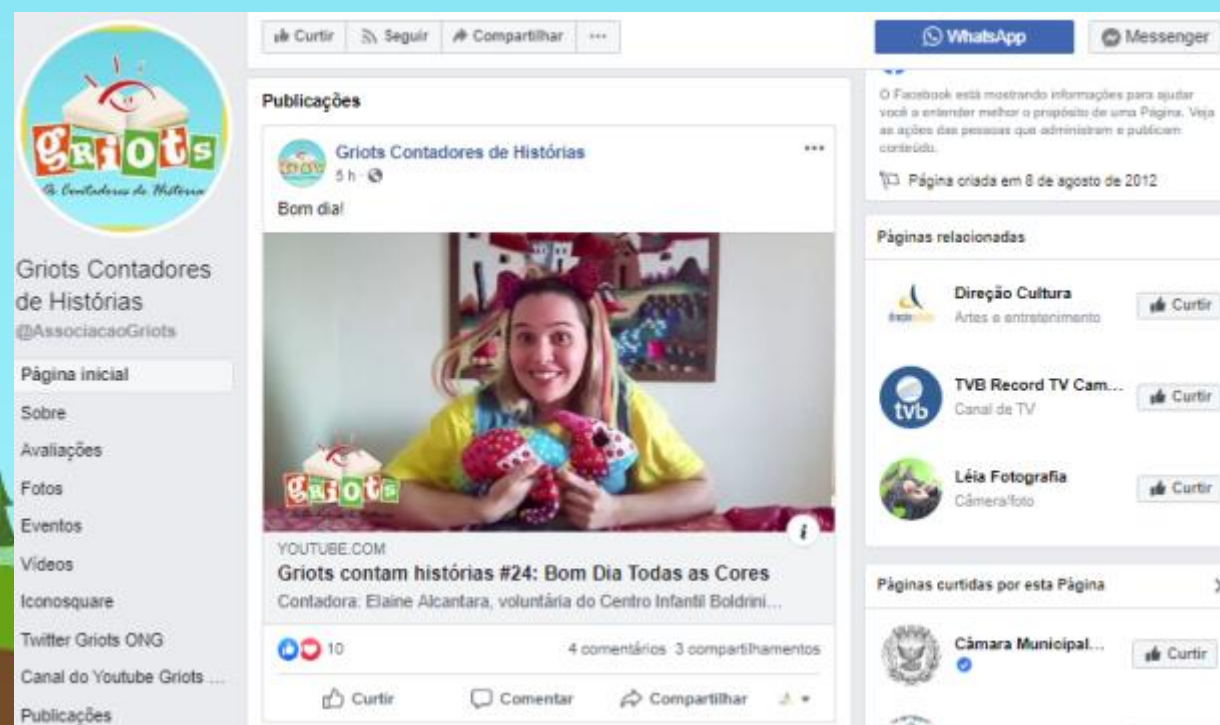 GRIOTS
Os Contadores de História
Griots Contadores
de Histórias
@AssociacaoGriots
Página inicial
Sobre
Avaliações
Fotos
Eventos
Vídeos
Iconosquare
Twitter Griots ONG
Canal do Youtube Griots ...
Publicações
Curtir Seguir Compartilhar ...
Publicações
Griots Contadores de Histórias
5 h
Bom dia!
GRIOTS
YOUTUBE.COM
Griots contam histórias #24: Bom Dia Todas as Cores
Contadora: Elaine Alcantara, voluntária do Centro Infantil Boldrini...
10 4 comentários 3 compartilhamentos
Curtir Comentar Compartilhar
WhatsApp Messenger
O Facebook está mostrando informações para ajudar
você a entender melhor o propósito de uma Página. Veja
as ações das pessoas que administram e publicam
conteúdo.
Página criada em 8 de agosto de 2012
Páginas relacionadas
Direção Cultura Curtir
Artes e entretenimento
tvb
TVB Record TV Cam... Curtir
Canal de TV
Léia Fotografia Curtir
Câmera/foto
Páginas curtidas por esta Página
Câmara Municipal... Curtir